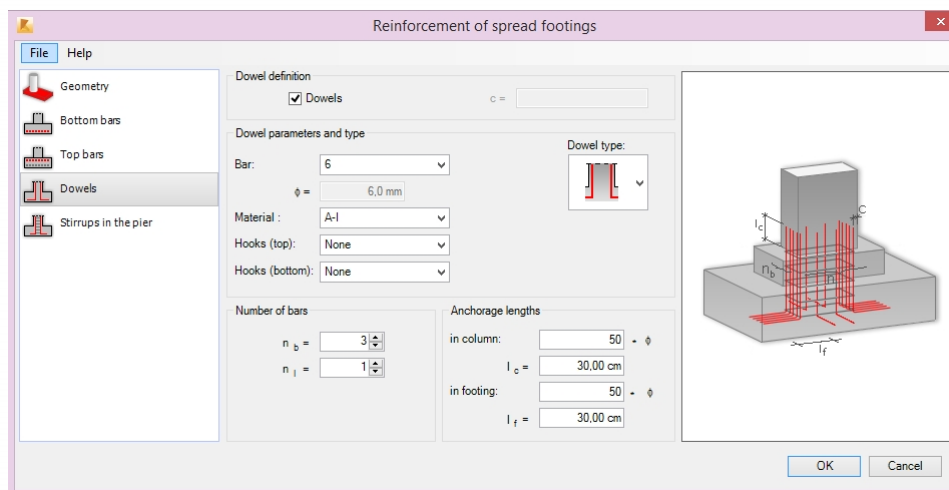 Reinforcement of spread footings
File Help
Geometry
Bottom bars
Top bars
Dowels
Stirrups in the pier
Dowel definition
Dowels c =
Dowel parameters and type
Dowel type:
Bar: 6
ϕ = 6,0 mm
Material : A-I
Hooks (top): None
Hooks (bottom): None
Number of bars
n b = 3
n l = 1
Anchorage lengths
in column: 50 * ϕ
l c = 30,00 cm
in footing: 50 * ϕ
l f = 30,00 cm
C
l c
n b
n l
l f
OK Cancel